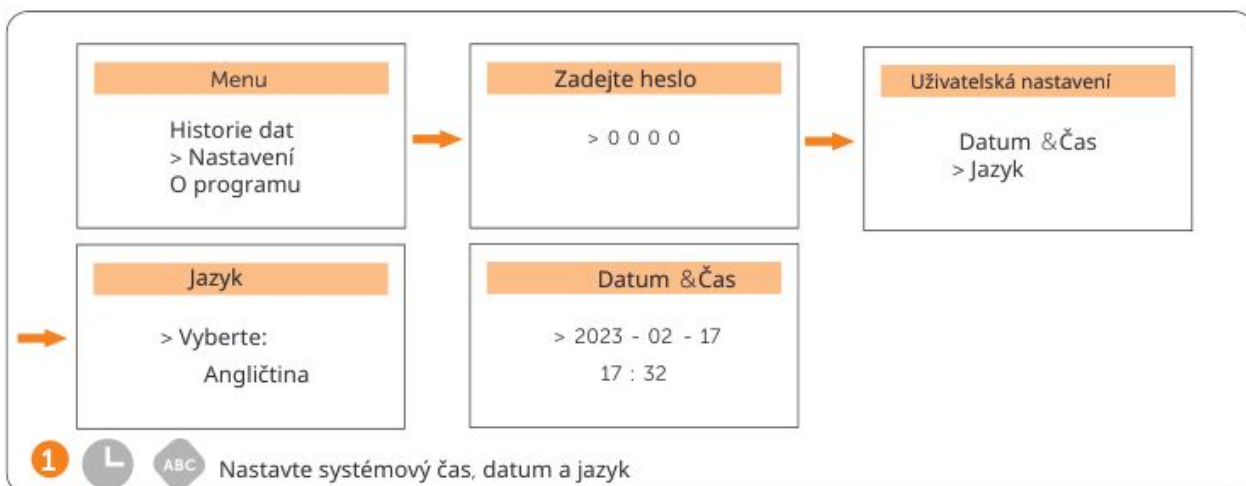 Menu
Historie dat
> Nastavení
O programu
Zadejte heslo
> 0 0 0 0
Uživatelská nastavení
Datum &Čas
> Jazyk
Jazyk
> Vyberte:
Angličtina
Datum &Čas
> 2023 - 02 - 17
17 : 32
1 ABC Nastavte systémový čas, datum a jazyk